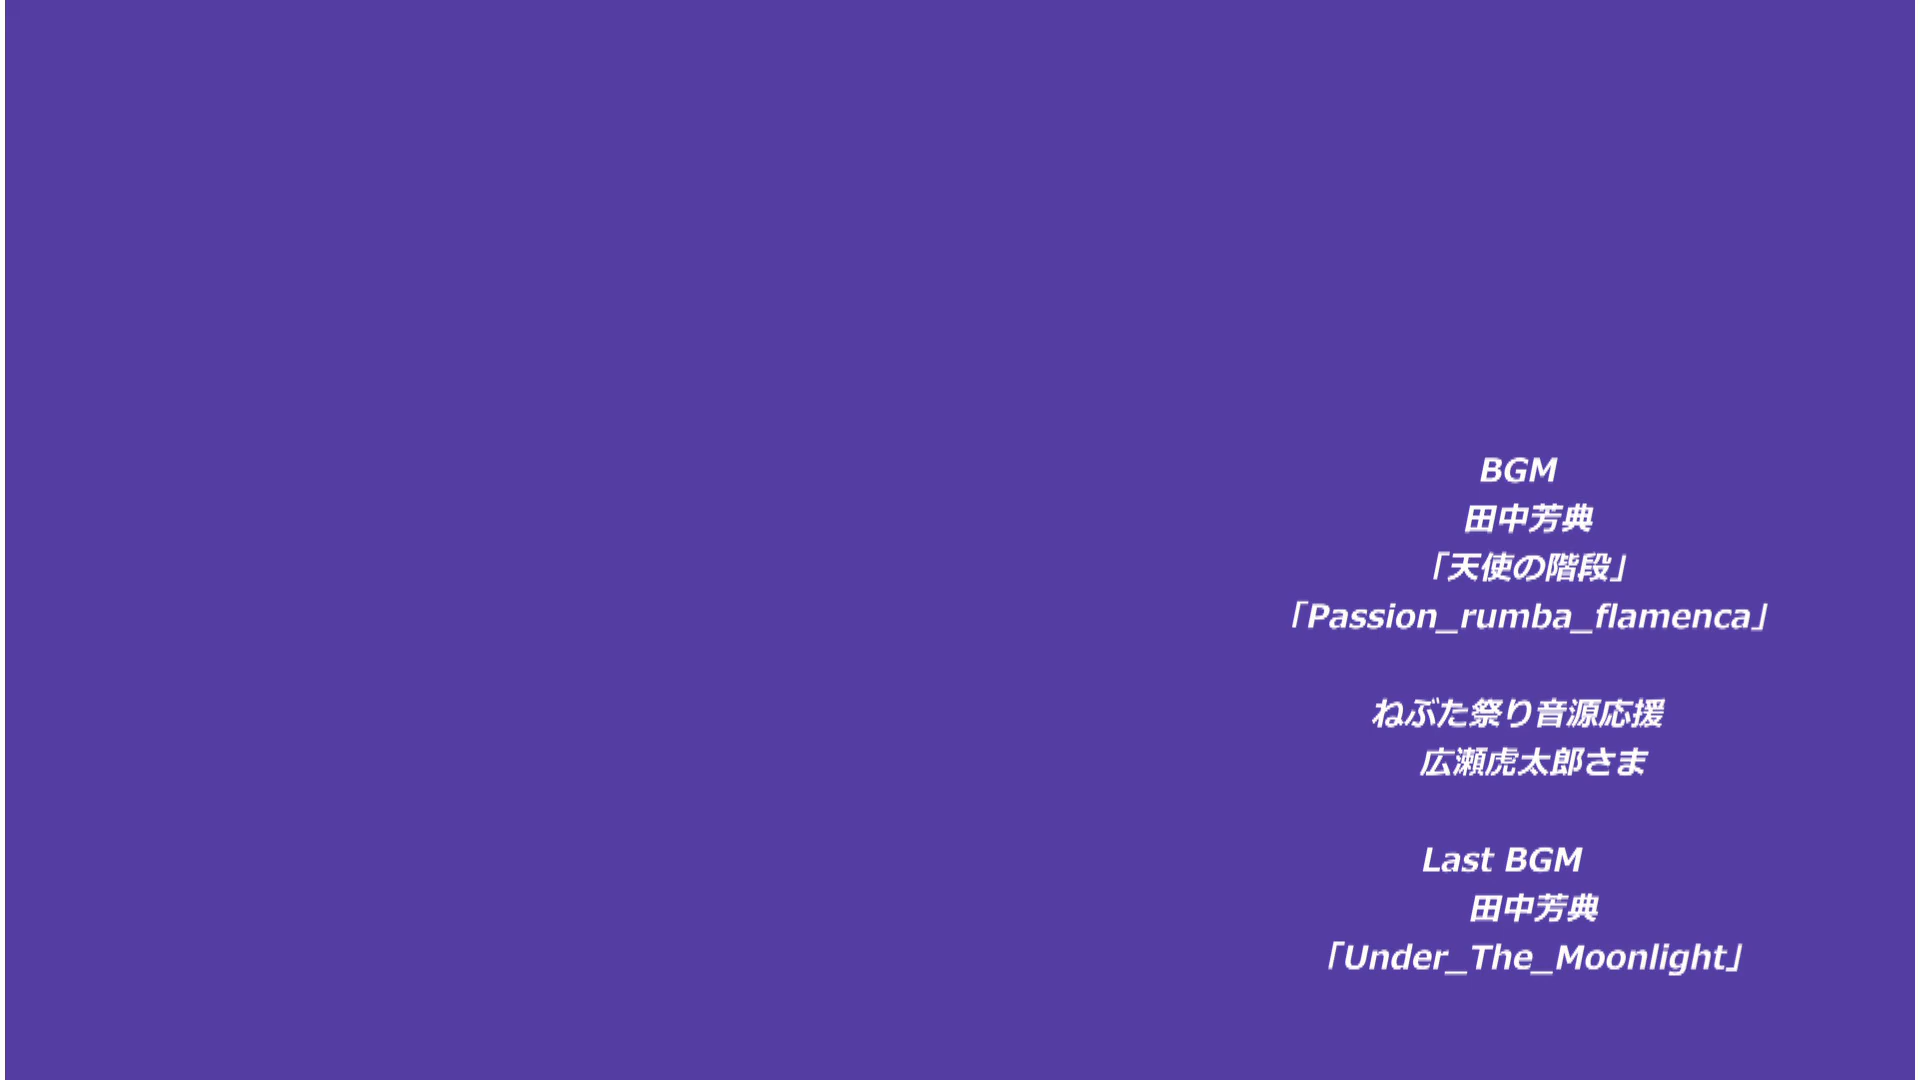 BGM
田中芳典
「天使の階段」
「Passion_rumba_flamenca」
ねぶた祭り音源応援
広瀬虎太郎さま
Last BGM
田中芳典
「Under_The_Moonlight」